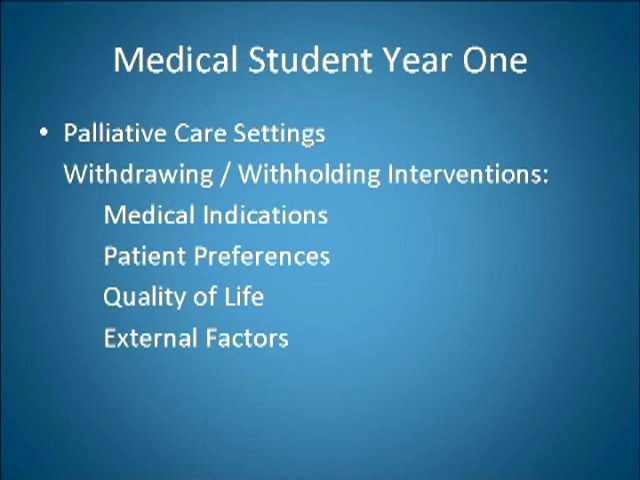 Medical Student Year One
• Palliative Care Settings
Withdrawing / Withholding Interventions:
Medical Indications
Patient Preferences
Quality of Life
External Factors